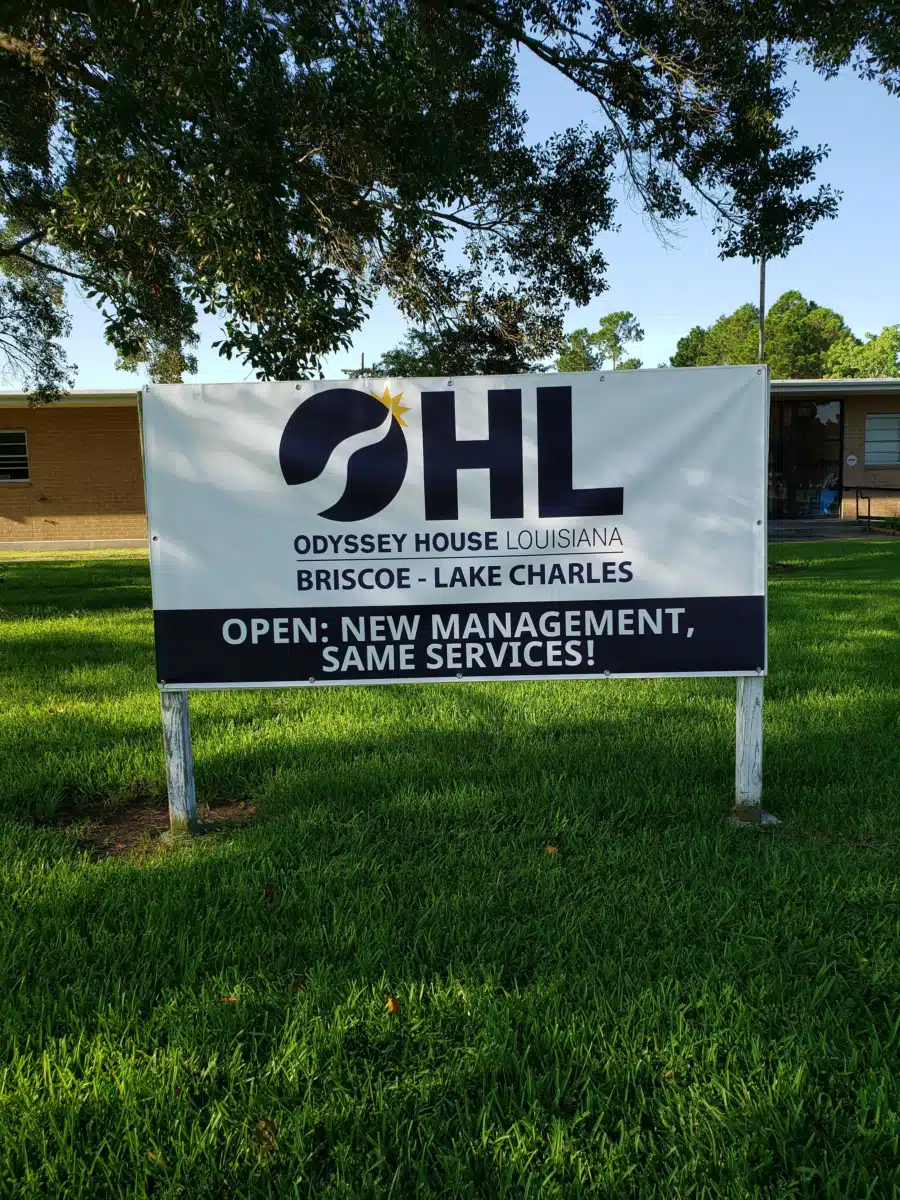 OHL
ODYSSEY HOUSE LOUISIANA
BRISCOE - LAKE CHARLES
OPEN: NEW MANAGEMENT,
SAME SERVICES!